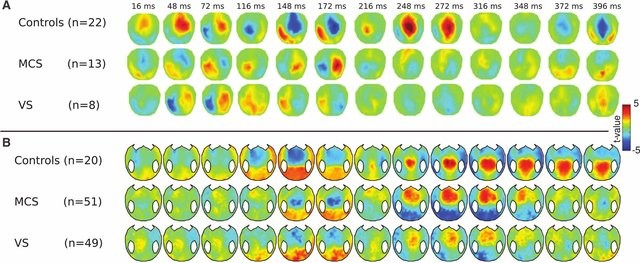 A
16 ms 48 ms 72 ms 116 ms 148 ms 172 ms 216 ms 248 ms 272 ms 316 ms 348 ms 372 ms 396 ms
Controls (n=22)
MCS (n=13)
VS (n=8)
5
t-value
-5
B
Controls (n=20)
MCS (n=51)
VS (n=49)